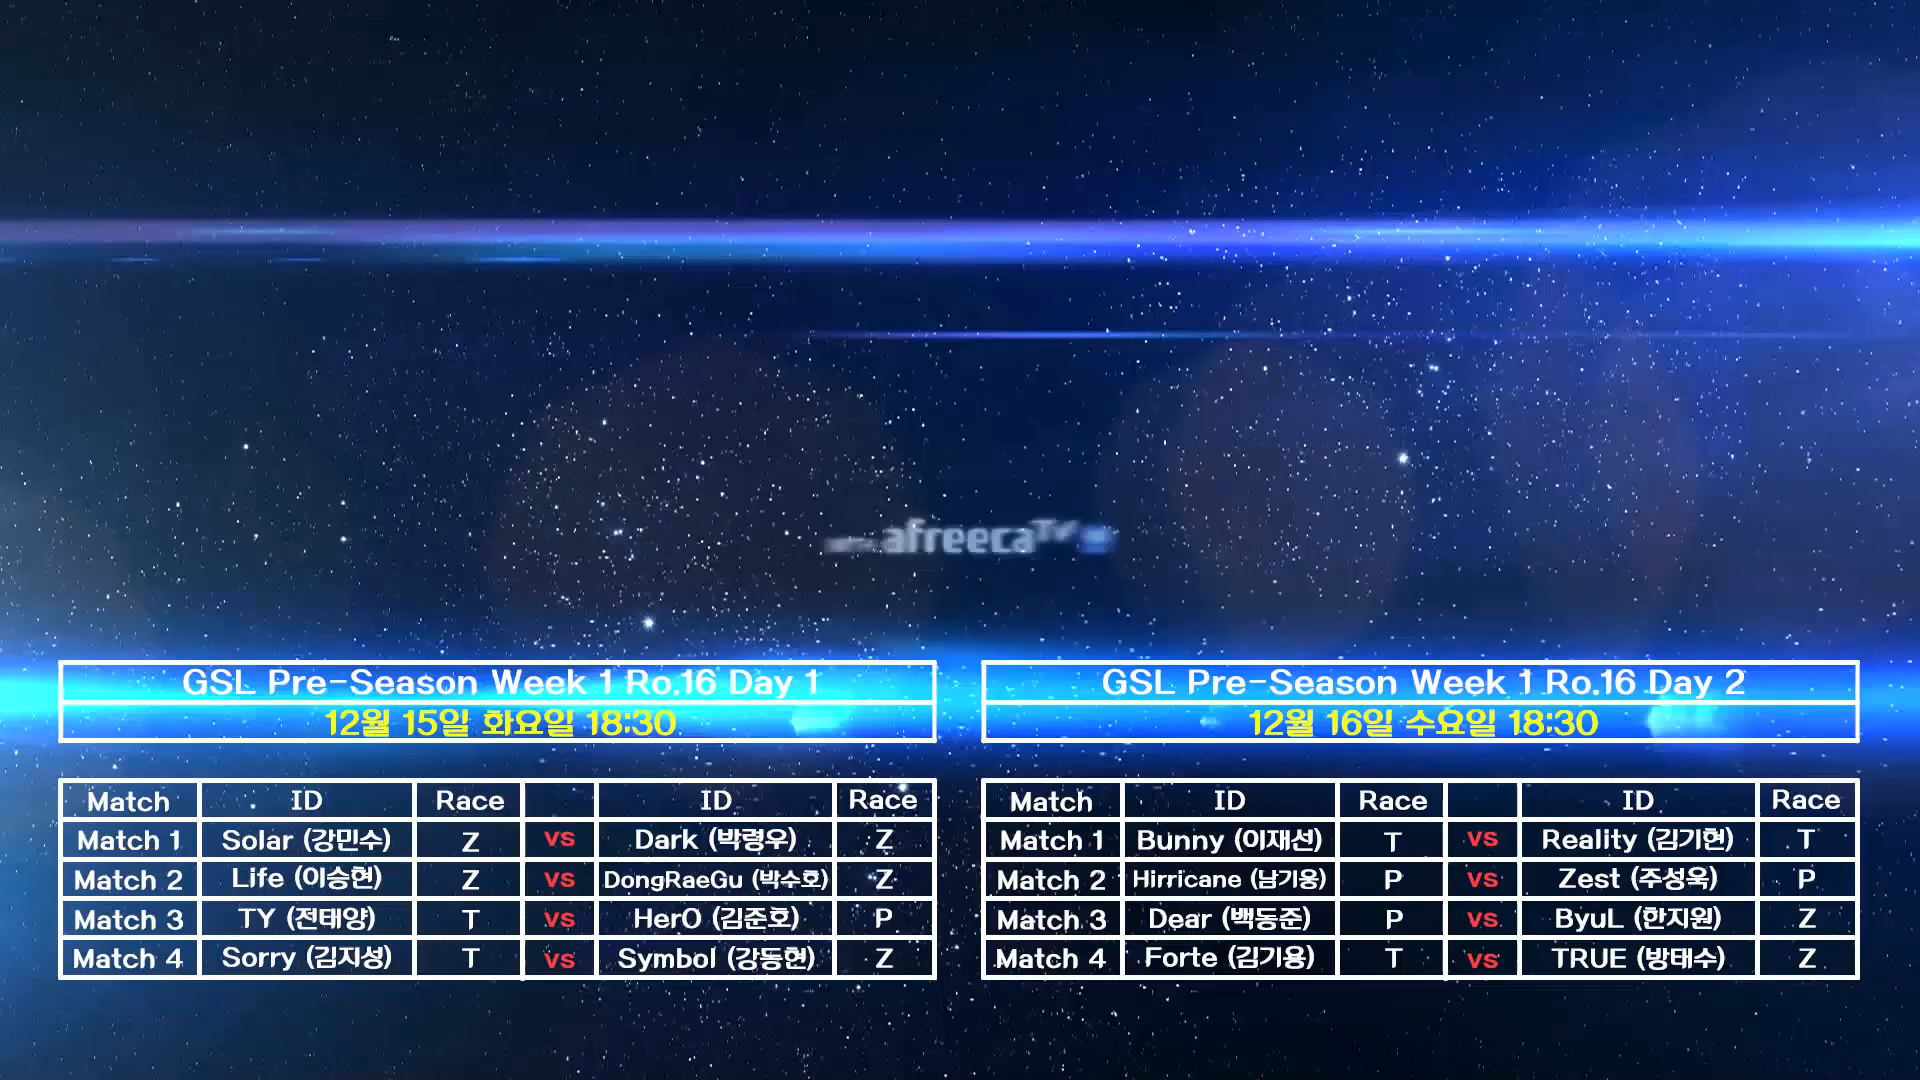 afreecaTV
GSL Pre-Season Week 1 Ro.16 Day 1
12월 15일 화요일 18:30
Match ID Race ID Race
Match 1 Solar (강민수) Z vs Dark (박령우) Z
Match 2 Life (이승현) Z vs DongRaeGu (박수호) Z
Match 3 TY (전태양) T vs HerO (김준호) P
Match 4 Sorry (김지성) T vs Symbol (강동현) Z
GSL Pre-Season Week 1 Ro.16 Day 2
12월 16일 수요일 18:30
Match ID Race ID Race
Match 1 Bunny (이재선) T vs Reality (김기현) T
Match 2 Hirricane (남기웅) P vs Zest (주성욱) P
Match 3 Dear (백동준) P vs ByuL (한지원) Z
Match 4 Forte (김기용) T vs TRUE (방태수) Z